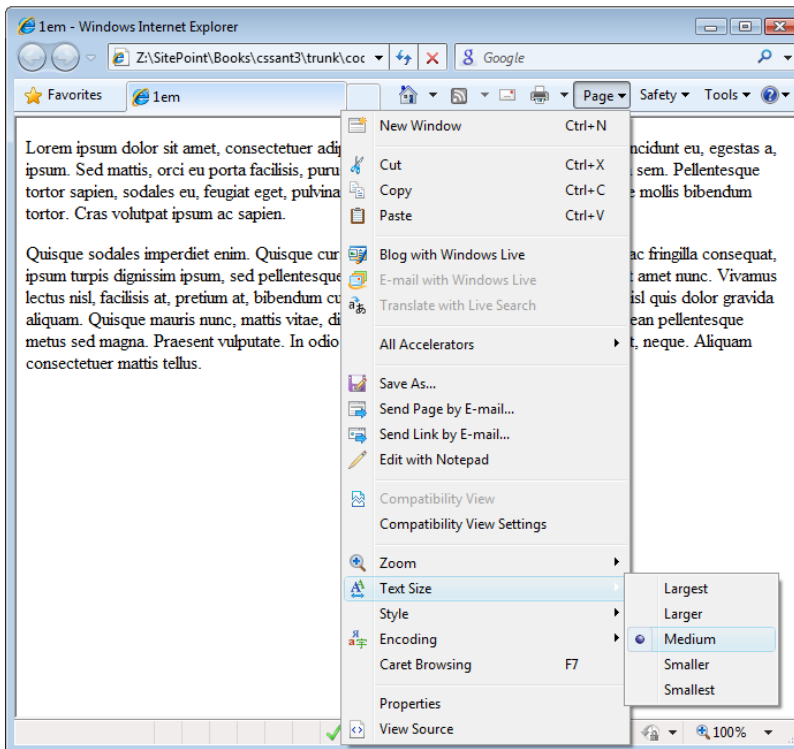 1em - Windows Internet Explorer
Z:\SitePoint\Books\cssant3\trunk\coc
Google
Favorites
1em
Page
Safety
Tools
Lorem ipsum dolor sit amet, consectetuer adi
ncidunt eu, egestas a,
ipsum. Sed mattis, orci eu porta facilisis, puru
sem. Pellentesque
tortor sapien, sodales eu, feugiat eget, pulvina
e mollis bibendum
tortor. Cras volutpat ipsum ac sapien.
Quisque sodales imperdiet enim. Quisque cur
ac fringilla consequat,
ipsum turpis dignissim ipsum, sed pellentesque
t amet nunc. Vivamus
lectus nisl, facilisis at, pretium at, bibendum cu
isl quis dolor gravida
aliquam. Quisque mauris nunc, mattis vitae, di
ean pellentesque
metus sed magna. Praesent vulputate. In odio
t, neque. Aliquam
consectetuer mattis tellus.
New Window Ctrl+N
Cut Ctrl+X
Copy Ctrl+C
Paste Ctrl+V
Blog with Windows Live
E-mail with Windows Live
Translate with Live Search
All Accelerators
Save As...
Send Page by E-mail...
Send Link by E-mail...
Edit with Notepad
Compatibility View
Compatibility View Settings
Zoom
Text Size
Style
Encoding
Caret Browsing F7
Properties
View Source
Largest
Larger
Medium
Smaller
Smallest
100%